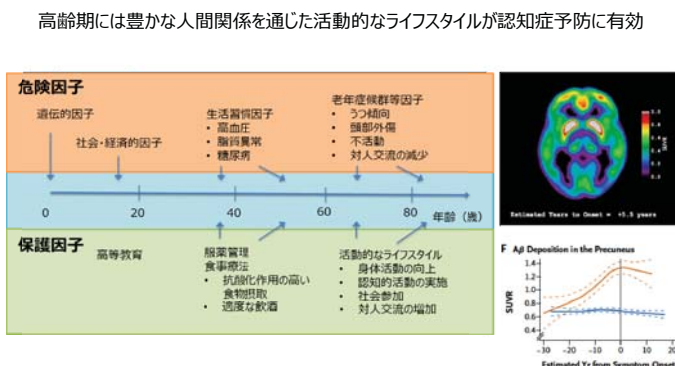 高齢期には豊かな人間関係を通じた活動的なライフスタイルが認知症予防に有効
危険因子
遺伝的因子
社会・経済的因子
生活習慣因子
• 高血圧
• 脂質異常
• 糖尿病
老年症候群等因子
• うつ傾向
• 頭部外傷
• 不活動
• 対人交流の減少
0 20 40 60 80 年齢（歳）
保護因子
高等教育
服薬管理
食事療法
• 抗酸化作用の高い
食物摂取
• 適度な飲酒
活動的なライフスタイル
• 身体活動の向上
• 認知的活動の実施
• 社会参加
• 対人交流の増加
SUVR
Estimated Years to Onset = +5.5 years
F Aβ Deposition in the Precuneus
SUVR
1.4
1.2
1.0
0.8
0.6
0.4
-30 -20 -10 0 10 20
Estimated Yr from Symptom Onset